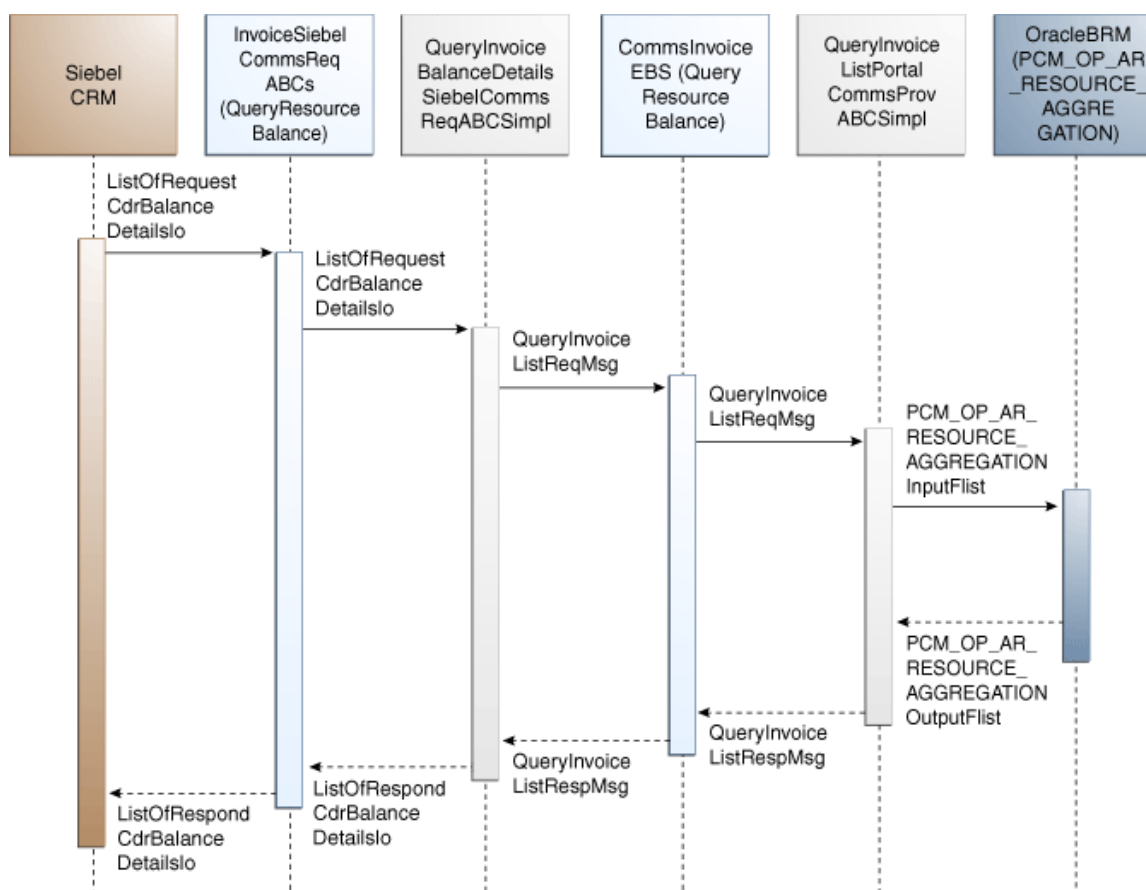 Siebel
CRM
InvoiceSiebel
CommsReq
ABCs
(QueryResource
Balance)
QueryInvoice
BalanceDetails
SiebelComms
ReqABCSimpl
CommsInvoice
EBS (Query
Resource
Balance)
QueryInvoice
ListPortal
CommsProv
ABCSimpl
OracleBRM
(PCM_OP_AR
_RESOURCE_
AGGRE
GATION)
ListOfRequest
CdrBalance
DetailsIo
ListOfRequest
CdrBalance
DetailsIo
QueryInvoice
ListReqMsg
QueryInvoice
ListReqMsg
PCM_OP_AR_
RESOURCE_
AGGREGATION
InputFlist
PCM_OP_AR_
RESOURCE_
AGGREGATION
OutputFlist
QueryInvoice
ListRespMsg
QueryInvoice
ListRespMsg
ListOfRespond
CdrBalance
DetailsIo
ListOfRespond
CdrBalance
DetailsIo